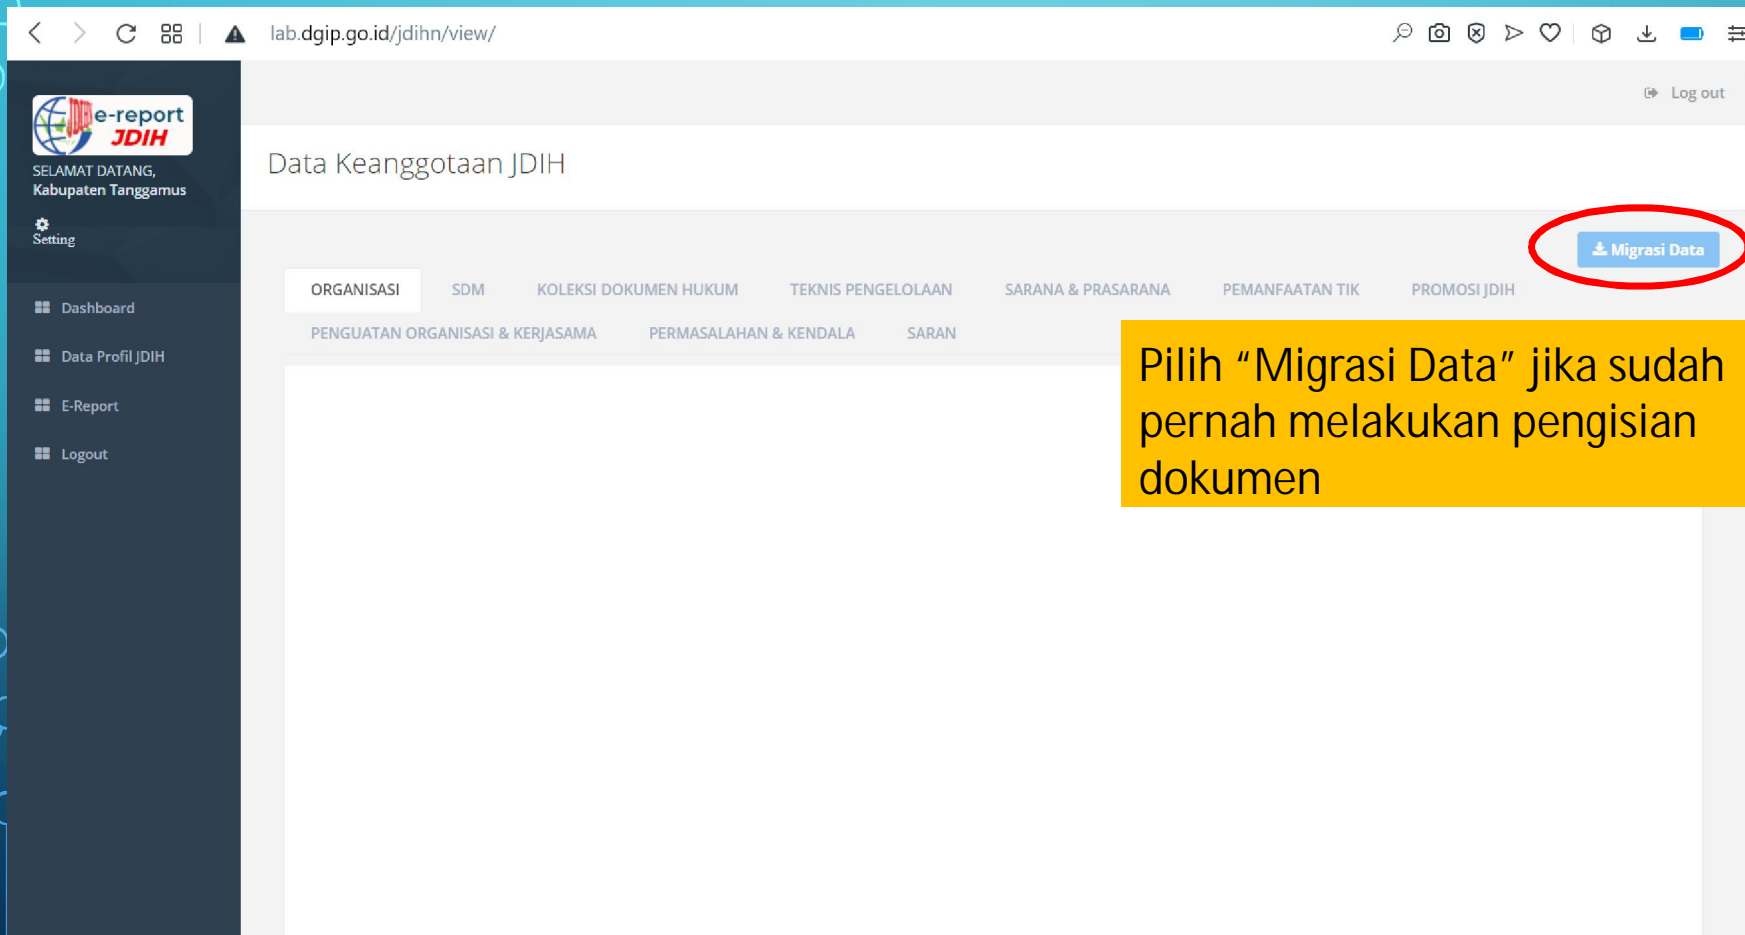 lab.dgip.go.id/jdihn/view/
JDIH e-report
JDIH
SELAMAT DATANG,
Kabupaten Tanggamus
Setting
Dashboard
Data Profil JDIH
E-Report
Logout
Log out
Data Keanggotaan JDIH
Migrasi Data
ORGANISASI SDM KOLEKSI DOKUMEN HUKUM TEKNIS PENGELOLAAN SARANA & PRASARANA PEMANFAATAN TIK PROMOSI JDIH
PENGUATAN ORGANISASI & KERJASAMA PERMASALAHAN & KENDALA SARAN
Pilih “Migrasi Data” jika sudah
pernah melakukan pengisian
dokumen